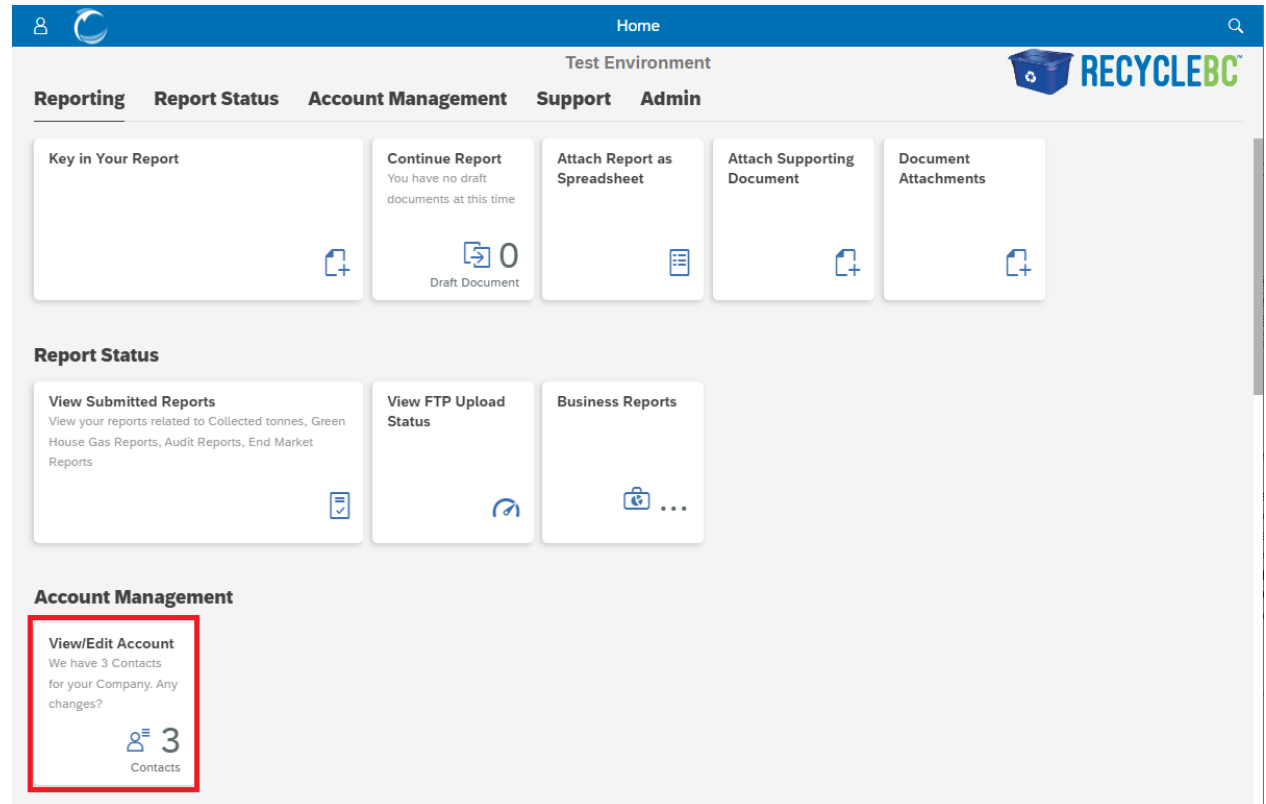 Home
Test Environment
RECYCLEBC™
Reporting Report Status Account Management Support Admin
Key in Your Report
Continue Report
You have no draft
documents at this time
0
Draft Document
Attach Report as
Spreadsheet
Attach Supporting
Document
Document
Attachments
Report Status
View Submitted Reports
View your reports related to Collected tonnes, Green
House Gas Reports, Audit Reports, End Market
Reports
View FTP Upload
Status
Business Reports
...
Account Management
View/Edit Account
We have 3 Contacts
for your Company. Any
changes?
3
Contacts